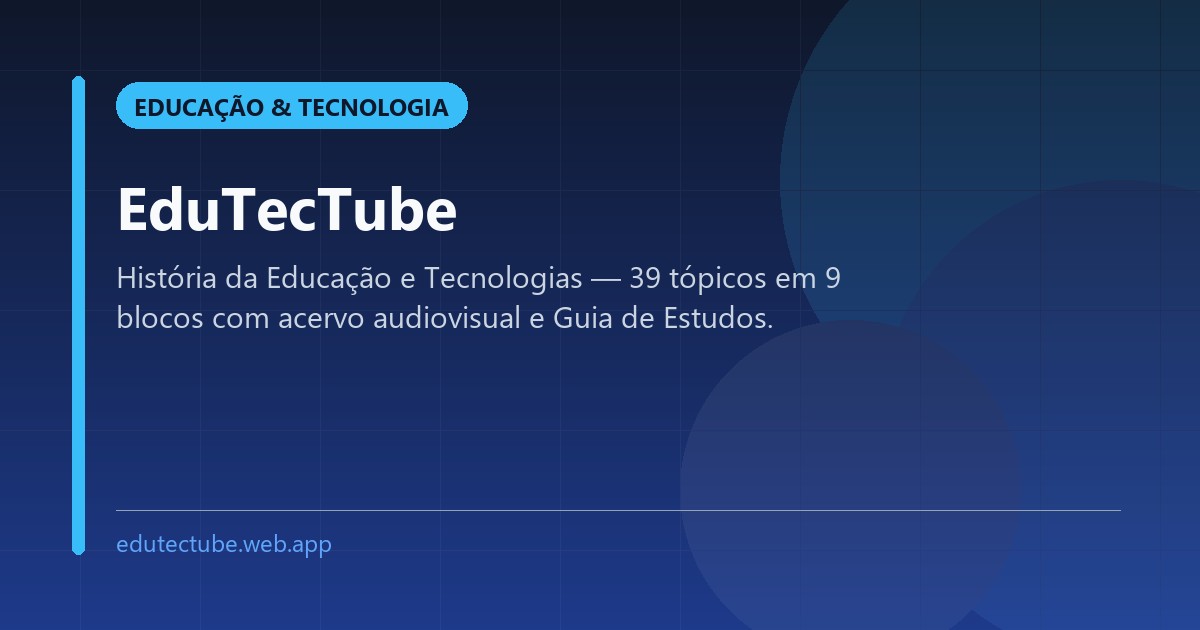 EDUCAÇÃO & TECNOLOGIA
EduTecTube
História da Educação e Tecnologias — 39 tópicos em 9
blocos com acervo audiovisual e Guia de Estudos.
edutectube.web.app